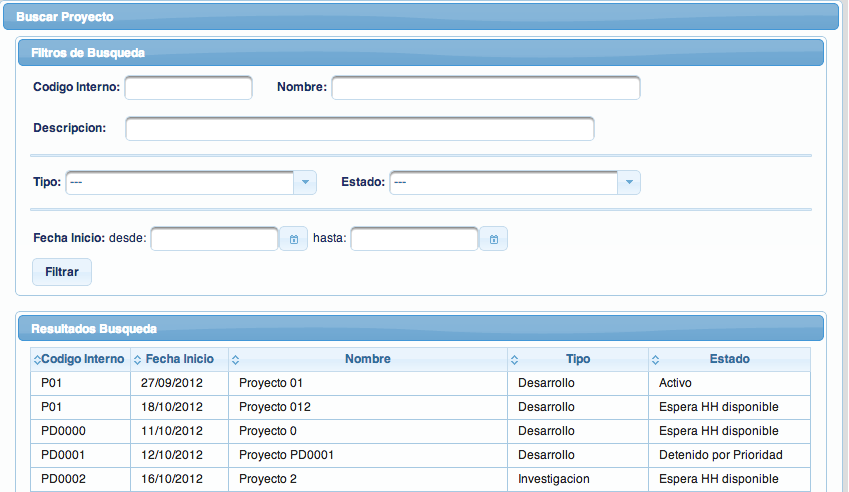 Buscar Proyecto
Filtros de Busqueda
Codigo Interno: Nombre:
Descripcion:
Tipo: --- Estado: ---
Fecha Inicio: desde: hasta:
Filtrar
Resultados Busqueda
Codigo Interno Fecha Inicio Nombre Tipo Estado
P01 27/09/2012 Proyecto 01 Desarrollo Activo
P01 18/10/2012 Proyecto 012 Desarrollo Espera HH disponible
PD0000 11/10/2012 Proyecto 0 Desarrollo Espera HH disponible
PD0001 12/10/2012 Proyecto PD0001 Desarrollo Detenido por Prioridad
PD0002 16/10/2012 Proyecto 2 Investigacion Espera HH disponible